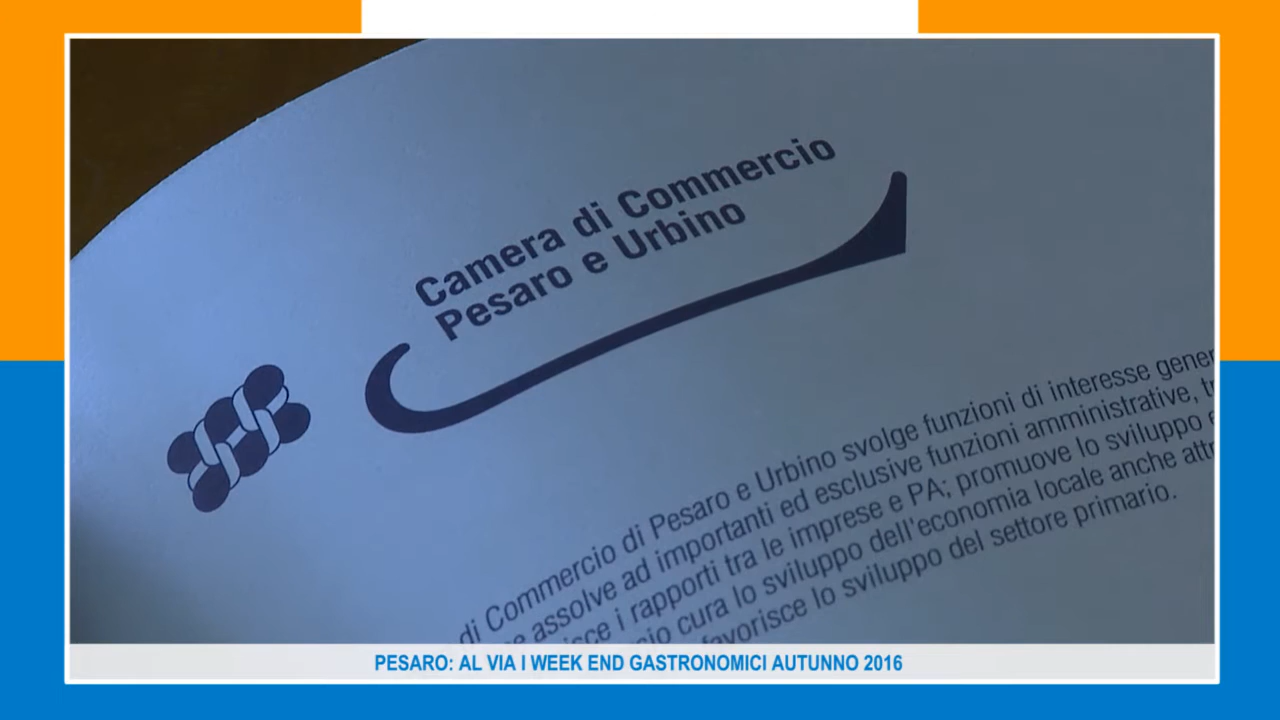 Camera di Commercio
Pesaro e Urbino
di Commercio di Pesaro e Urbino svolge funzioni di interesse
assolve ad importanti ed esclusive funzioni amministrative,
i rapporti tra le imprese e PA; promuove lo sviluppo
cura lo sviluppo dell'economia locale anche
favorisce lo sviluppo del settore primario.
PESARO: AL VIA I WEEK END GASTRONOMICI AUTUNNO 2016